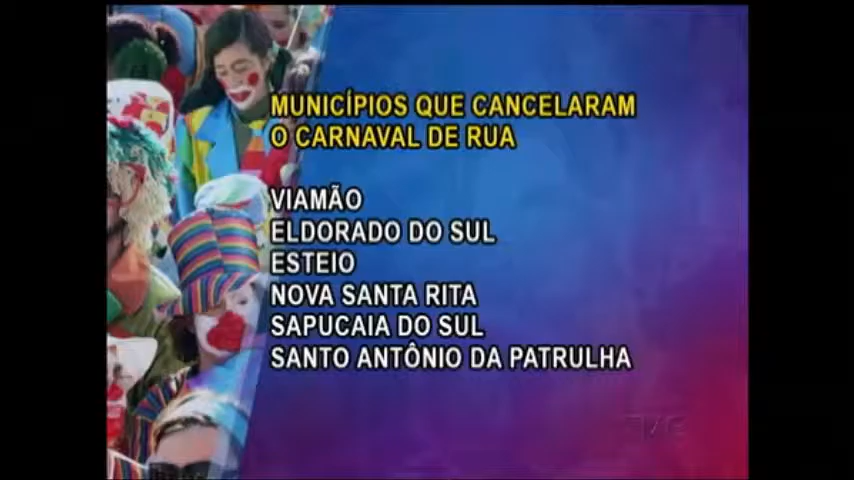 MUNICÍPIOS QUE CANCELARAM
O CARNAVAL DE RUA
VIAMÃO
ELDORADO DO SUL
ESTEIO
NOVA SANTA RITA
SAPUCAIA DO SUL
SANTO ANTÔNIO DA PATRULHA